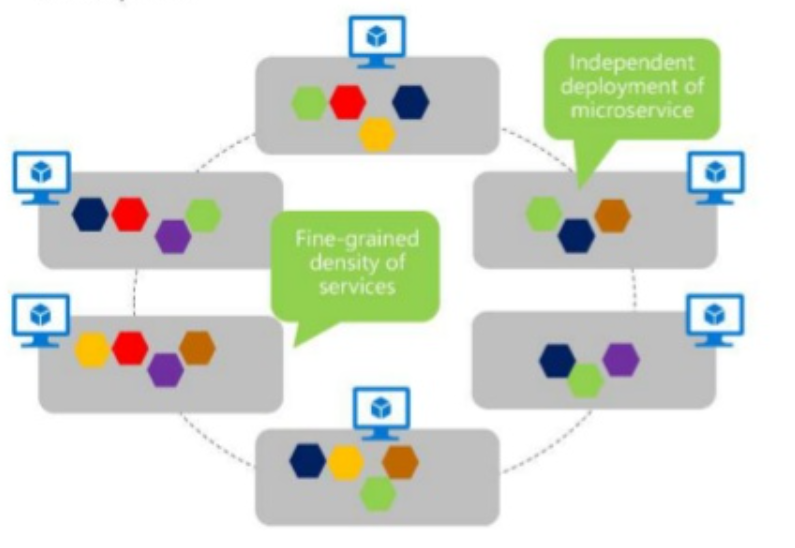 Independent
deployment of
microservice
Fine-grained
density of
services